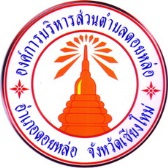 องค์การบริหารส่วนตำบลดอยหล่อ
อำเภอดอยหล่อ จังหวัดเชียงใหม่